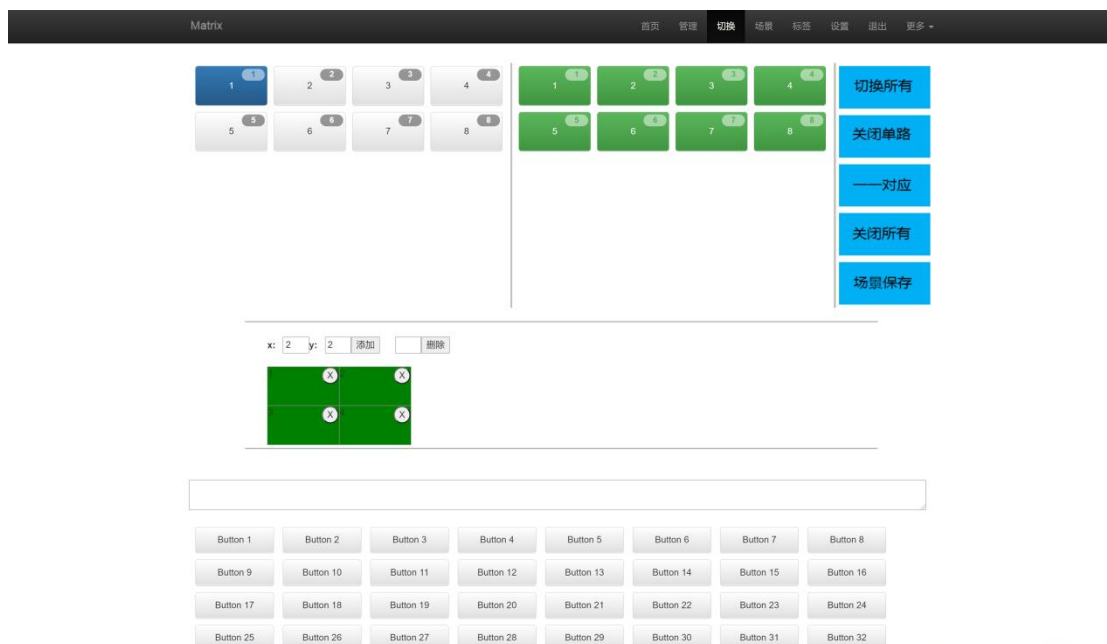 Matrix 首页 管理 切换 场景 标签 设置 退出 更多
1 1 2 2 3 3 4 4 1 1 2 2 3 3 4 4 切换所有
5 5 6 6 7 7 8 8 5 5 6 6 7 7 8 8 关闭单路
一一对应
关闭所有
场景保存
x: 2 y: 2 添加 删除
X X
X X
Button 1 Button 2 Button 3 Button 4 Button 5 Button 6 Button 7 Button 8
Button 9 Button 10 Button 11 Button 12 Button 13 Button 14 Button 15 Button 16
Button 17 Button 18 Button 19 Button 20 Button 21 Button 22 Button 23 Button 24
Button 25 Button 26 Button 27 Button 28 Button 29 Button 30 Button 31 Button 32